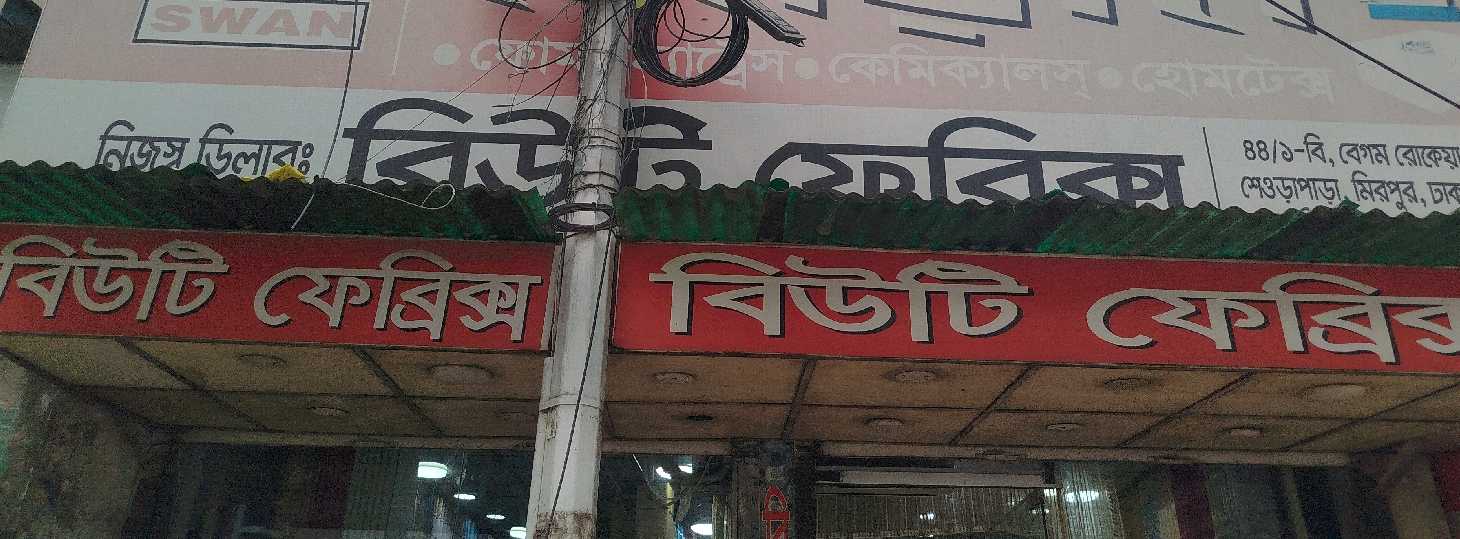 SWAN
• ফোম • ম্যাট্রেস • কেমিক্যালস্ • হোমটেক্স
নিজস্ব ডিলারঃ বিউটি ফেব্রিক্স
৪৪/১-বি, বেগম রোকেয়া
শেওড়াপাড়া, মিরপুর, ঢাক
বিউটি ফেব্রিক্স বিউটি ফেব্রিক্স